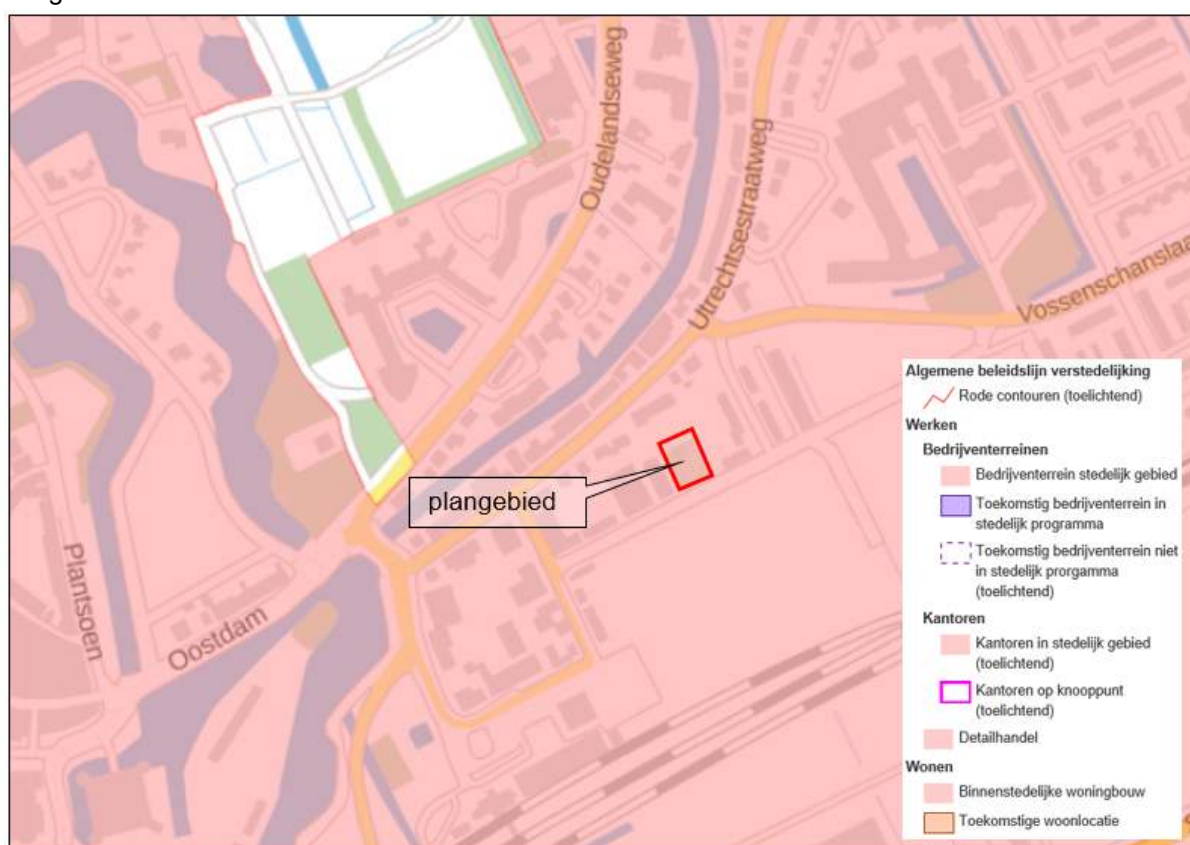 Oudelandseweg
Utrechtsestraatweg
Vossenschanslaa
plangebied
Plantsoen
Oostdam
Algemene beleidslijn verstedelijking
Rode contouren (toelichtend)
Werken
Bedrijventerreinen
Bedrijventerrein stedelijk gebied
Toekomstig bedrijventerrein in
stedelijk programma
Toekomstig bedrijventerrein niet
in stedelijk prorgamma
(toelichtend)
Kantoren
Kantoren in stedelijk gebied
(toelichtend)
Kantoren op knooppunt
(toelichtend)
Detailhandel
Wonen
Binnenstedelijke woningbouw
Toekomstige woonlocatie